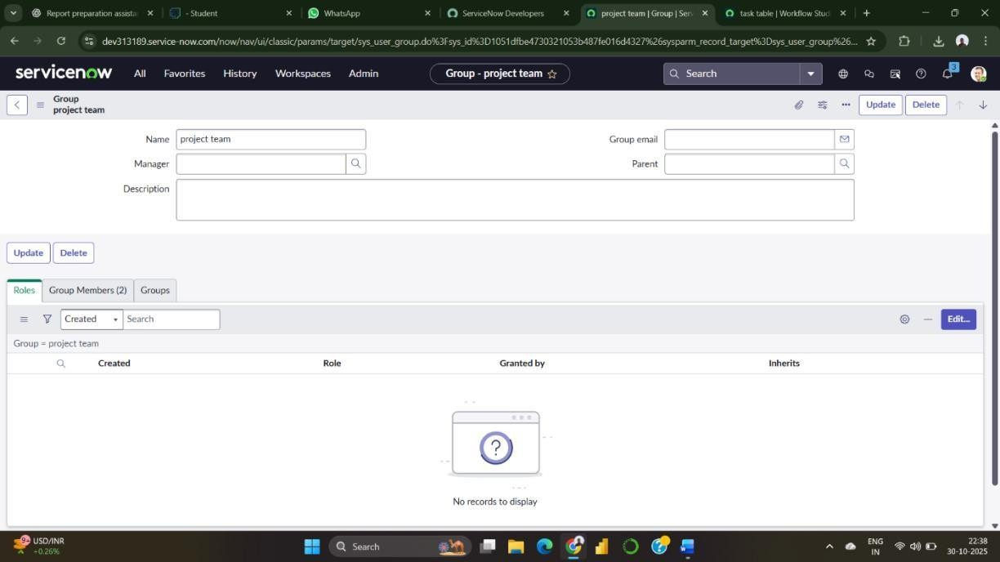 Report preparation assista
- Student
WhatsApp
ServiceNow Developers
project team | Group | Serv
task table | Workflow Stud
dev313189.service-now.com/now/nav/ui/classic/params/target/sys_user_group.do%3Fsys_id%3D1051dfbe4730321053b487fe016d4327%26sysparm_record_target%3Dsys_user_group%26...
servicenow
All
Favorites
History
Workspaces
Admin
Group - project team
Search
3
Group
project team
Update
Delete
Name
project team
Group email
Manager
Parent
Description
Update
Delete
Roles
Group Members (2)
Groups
Created
Search
Edit...
Group = project team
Created
Role
Granted by
Inherits
?
No records to display
9+
USD/INR
+0.26%
Search
ENG
IN
22:38
30-10-2025